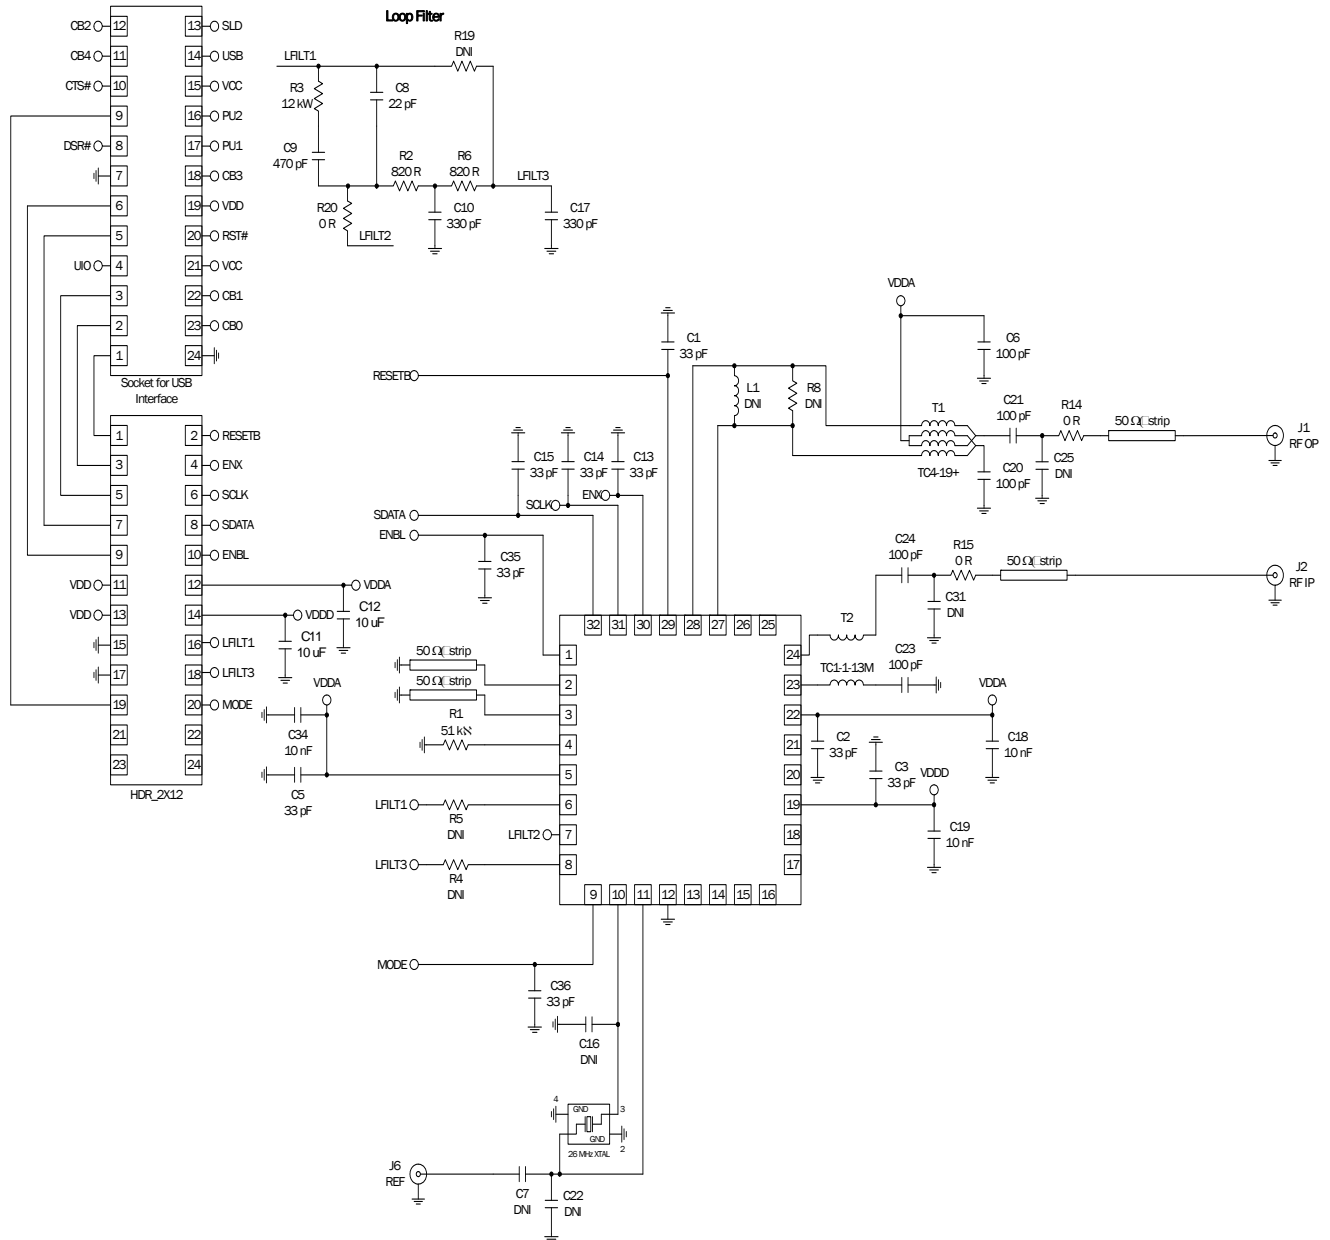 Loop Filter
CB2 12 13 SLD
CB4 11 14 USB
CTS# 10 15 VCC
9 16 PU2
DSR# 8 17 PU1
7 18 CB3
6 19 VDD
5 20 RST#
UIO 4 21 VCC
3 22 CB1
2 23 CB0
1 24
Socket for USB
Interface
1 2 RESETB
3 4 ENX
5 6 SCLK
7 8 SDATA
9 10 ENBL
VDD 11 12 VDDA
VDD 13 14 VDDD
15 16 LFILT1
17 18 LFILT3
19 20 MODE
21 22
23 24
HDR_2X12
C12
10 uF
C11
10 uF
LFILT1
R19
DNI
R3
12 kW
C8
22 pF
C9
470 pF
R2
820 R
R6
820 R
LFILT3
R20
0 R
LFILT2
C10
330 pF
C17
330 pF
RESETB
C1
33 pF
L1
DNI
R8
DNI
VDDA
C6
100 pF
T1
TC4-19+
C21
100 pF
C20
100 pF
R14
0 R
C25
DNI
50 Ω(□strip
J1
RF OP
C15
33 pF
C14
33 pF
C13
33 pF
ENX
SCLK
SDATA
ENBL
C35
33 pF
C24
100 pF
R15
0 R
50 Ω(□strip
J2
RF IP
C31
DNI
T2
TC1-1-13M
C23
100 pF
32 31 30 29 28 27 26 25
1
2
3
4
5
6
7
8
24
23
22
21
20
19
18
17
9 10 11 12 13 14 15 16
50 Ω(□strip
50 Ω(□strip
R1
51 kℵ
VDDA
C34
10 nF
C5
33 pF
LFILT1
R5
DNI
LFILT2
LFILT3
R4
DNI
VDDA
C2
33 pF
C18
10 nF
C3
33 pF
VDDD
C19
10 nF
MODE
C36
33 pF
C16
DNI
4
GND
3
GND
2
26 MHz XTAL
J6
REF
C7
DNI
C22
DNI